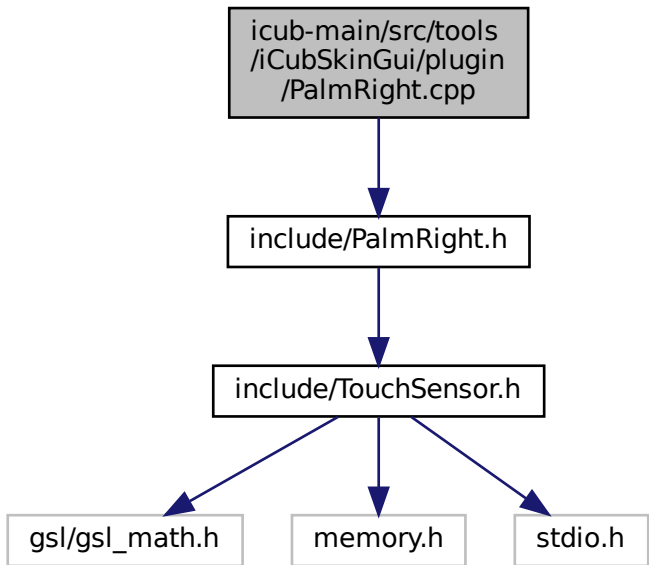 icub-main/src/tools
/iCubSkinGui/plugin
/PalmRight.cpp
include/PalmRight.h
include/TouchSensor.h
gsl/gsl_math.h
memory.h
stdio.h